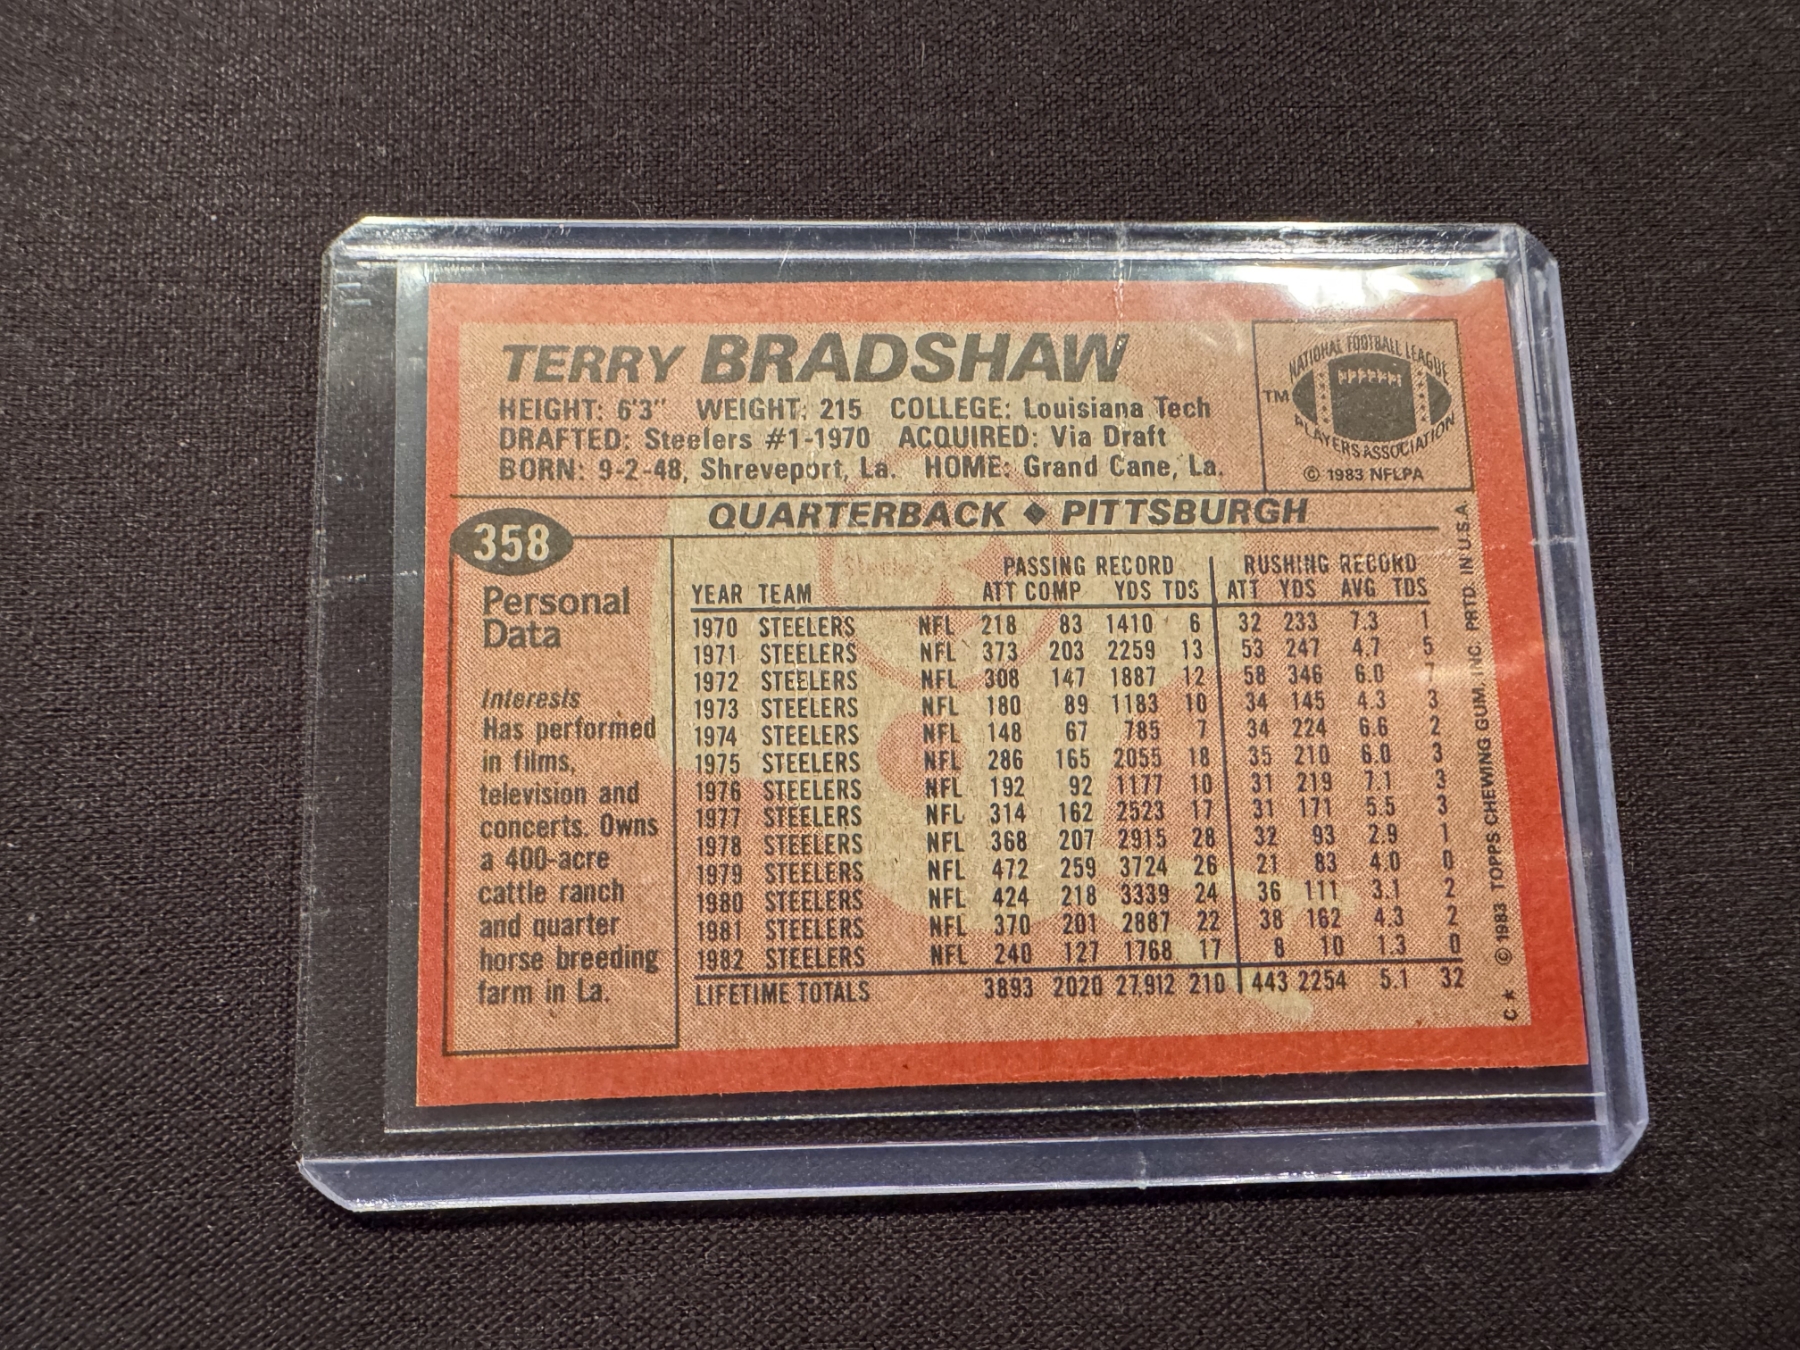 TERRY BRADSHAW
HEIGHT: 6'3" WEIGHT: 215 COLLEGE: Louisiana Tech
DRAFTED: Steelers #1-1970 ACQUIRED: Via Draft
BORN: 9-2-48, Shreveport, La. HOME: Grand Cane, La.
NATIONAL FOOTBALL LEAGUE
TM
PLAYERS ASSOCIATION
© 1983 NFLPA
QUARTERBACK ◆ PITTSBURGH
358
Personal
Data
Interests
Has performed
in films,
television and
concerts. Owns
a 400-acre
cattle ranch
and quarter
horse breeding
farm in La.
PASSING RECORD RUSHING RECORD
YEAR TEAM ATT COMP YDS TDS ATT YDS AVG TDS
1970 STEELERS NFL 218 83 1410 6 32 233 7.3 1
1971 STEELERS NFL 373 203 2259 13 53 247 4.7 5
1972 STEELERS NFL 308 147 1887 12 58 346 6.0
1973 STEELERS NFL 180 89 1183 10 34 145 4.3 3
1974 STEELERS NFL 148 67 785 7 34 224 6.6 2
1975 STEELERS NFL 286 165 2055 18 35 210 6.0 3
1976 STEELERS NFL 192 92 1177 10 31 219 7.1 3
1977 STEELERS NFL 314 162 2523 17 31 171 5.5 3
1978 STEELERS NFL 368 207 2915 28 32 93 2.9 1
1979 STEELERS NFL 472 259 3724 26 21 83 4.0 0
1980 STEELERS NFL 424 218 3339 24 36 111 3.1 2
1981 STEELERS NFL 370 201 2887 22 38 162 4.3 2
1982 STEELERS NFL 240 127 1768 17 8 10 1.3 0
LIFETIME TOTALS 3893 2020 27,912 210 443 2254 5.1 32
C* © 1983 TOPPS CHEWING GUM, INC. PRTD. IN U.S.A.